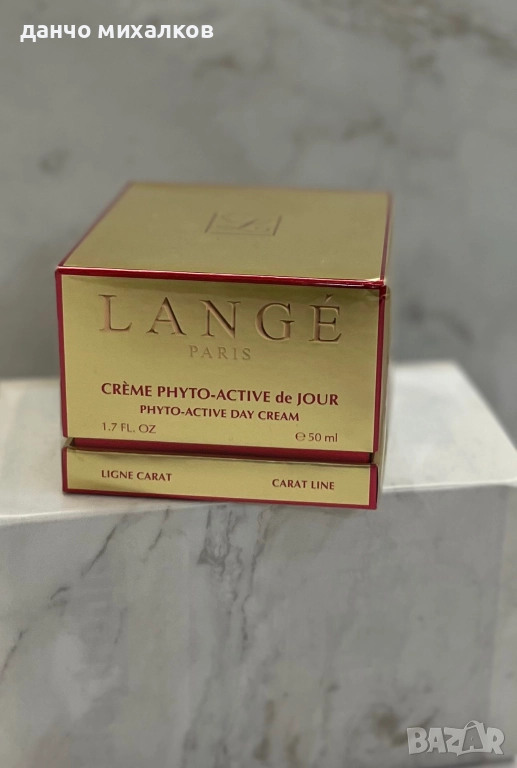 данчо михалков
LANGÉ
PARIS
CRÈME PHYTO-ACTIVE de JOUR
PHYTO-ACTIVE DAY CREAM
1.7 FL. OZ
℮ 50 ml
LIGNE CARAT
CARAT LINE
BAZAR